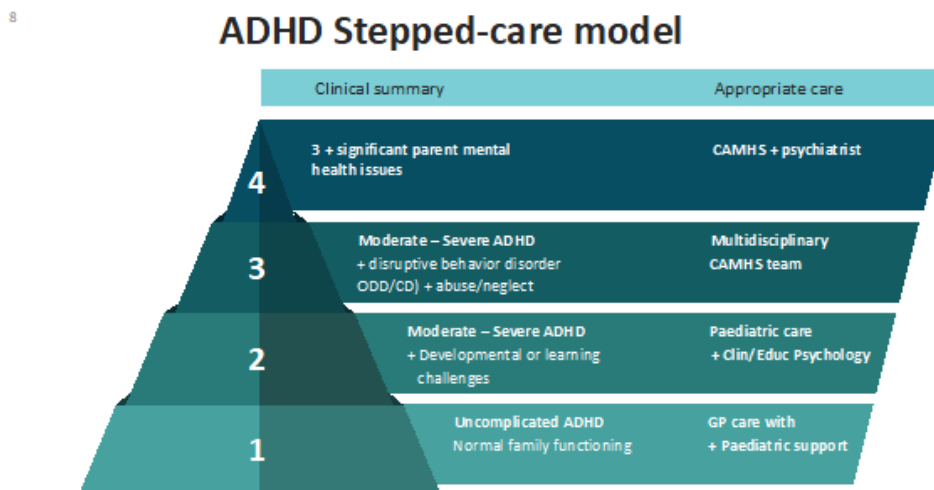 8
ADHD Stepped-care model
Clinical summary
Appropriate care
4
3 + significant parent mental
health issues
CAMHS + psychiatrist
3
Moderate – Severe ADHD
+ disruptive behavior disorder
ODD/CD) + abuse/neglect
Multidisciplinary
CAMHS team
2
Moderate – Severe ADHD
+ Developmental or learning
challenges
Paediatric care
+ Clin/Educ Psychology
1
Uncomplicated ADHD
Normal family functioning
GP care with
+ Paediatric support